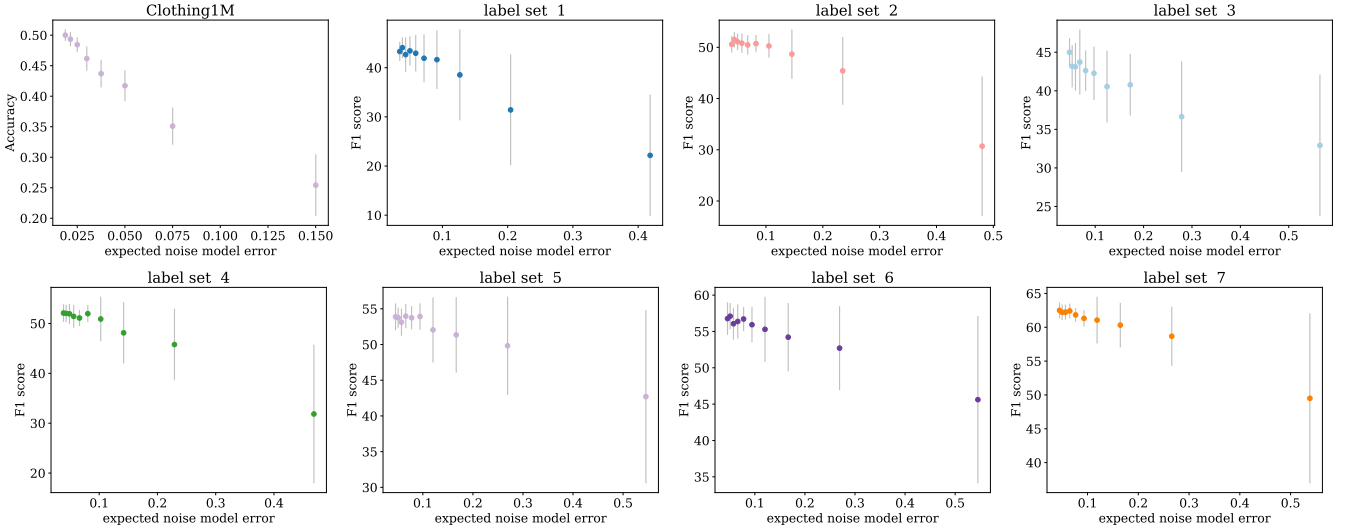 Clothing1M
0.50
0.45
0.40
0.35
0.30
0.25
0.20
Accuracy
0.025 0.050 0.075 0.100 0.125 0.150
expected noise model error
label set 1
40
30
20
10
F1 score
0.1 0.2 0.3 0.4
expected noise model error
label set 2
50
40
30
20
F1 score
0.1 0.2 0.3 0.4 0.5
expected noise model error
label set 3
45
40
35
30
25
F1 score
0.1 0.2 0.3 0.4 0.5
expected noise model error
label set 4
50
40
30
20
F1 score
0.1 0.2 0.3 0.4
expected noise model error
label set 5
55
50
45
40
35
30
F1 score
0.1 0.2 0.3 0.4 0.5
expected noise model error
label set 6
60
55
50
45
40
35
F1 score
0.1 0.2 0.3 0.4 0.5
expected noise model error
label set 7
65
60
55
50
45
40
F1 score
0.1 0.2 0.3 0.4 0.5
expected noise model error